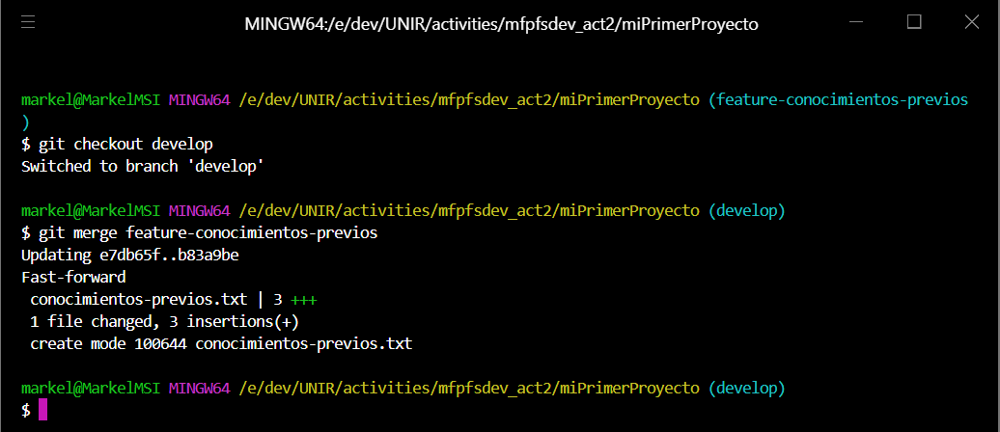 MINGW64:/e/dev/UNIR/activities/mfpfsdev_act2/miPrimerProyecto
markel@MarkelMSI MINGW64 /e/dev/UNIR/activities/mfpfsdev_act2/miPrimerProyecto (feature-conocimientos-previos
)
$ git checkout develop
Switched to branch 'develop'
markel@MarkelMSI MINGW64 /e/dev/UNIR/activities/mfpfsdev_act2/miPrimerProyecto (develop)
$ git merge feature-conocimientos-previos
Updating e7db65f..b83a9be
Fast-forward
 conocimientos-previos.txt | 3 +++
 1 file changed, 3 insertions(+)
 create mode 100644 conocimientos-previos.txt
markel@MarkelMSI MINGW64 /e/dev/UNIR/activities/mfpfsdev_act2/miPrimerProyecto (develop)
$